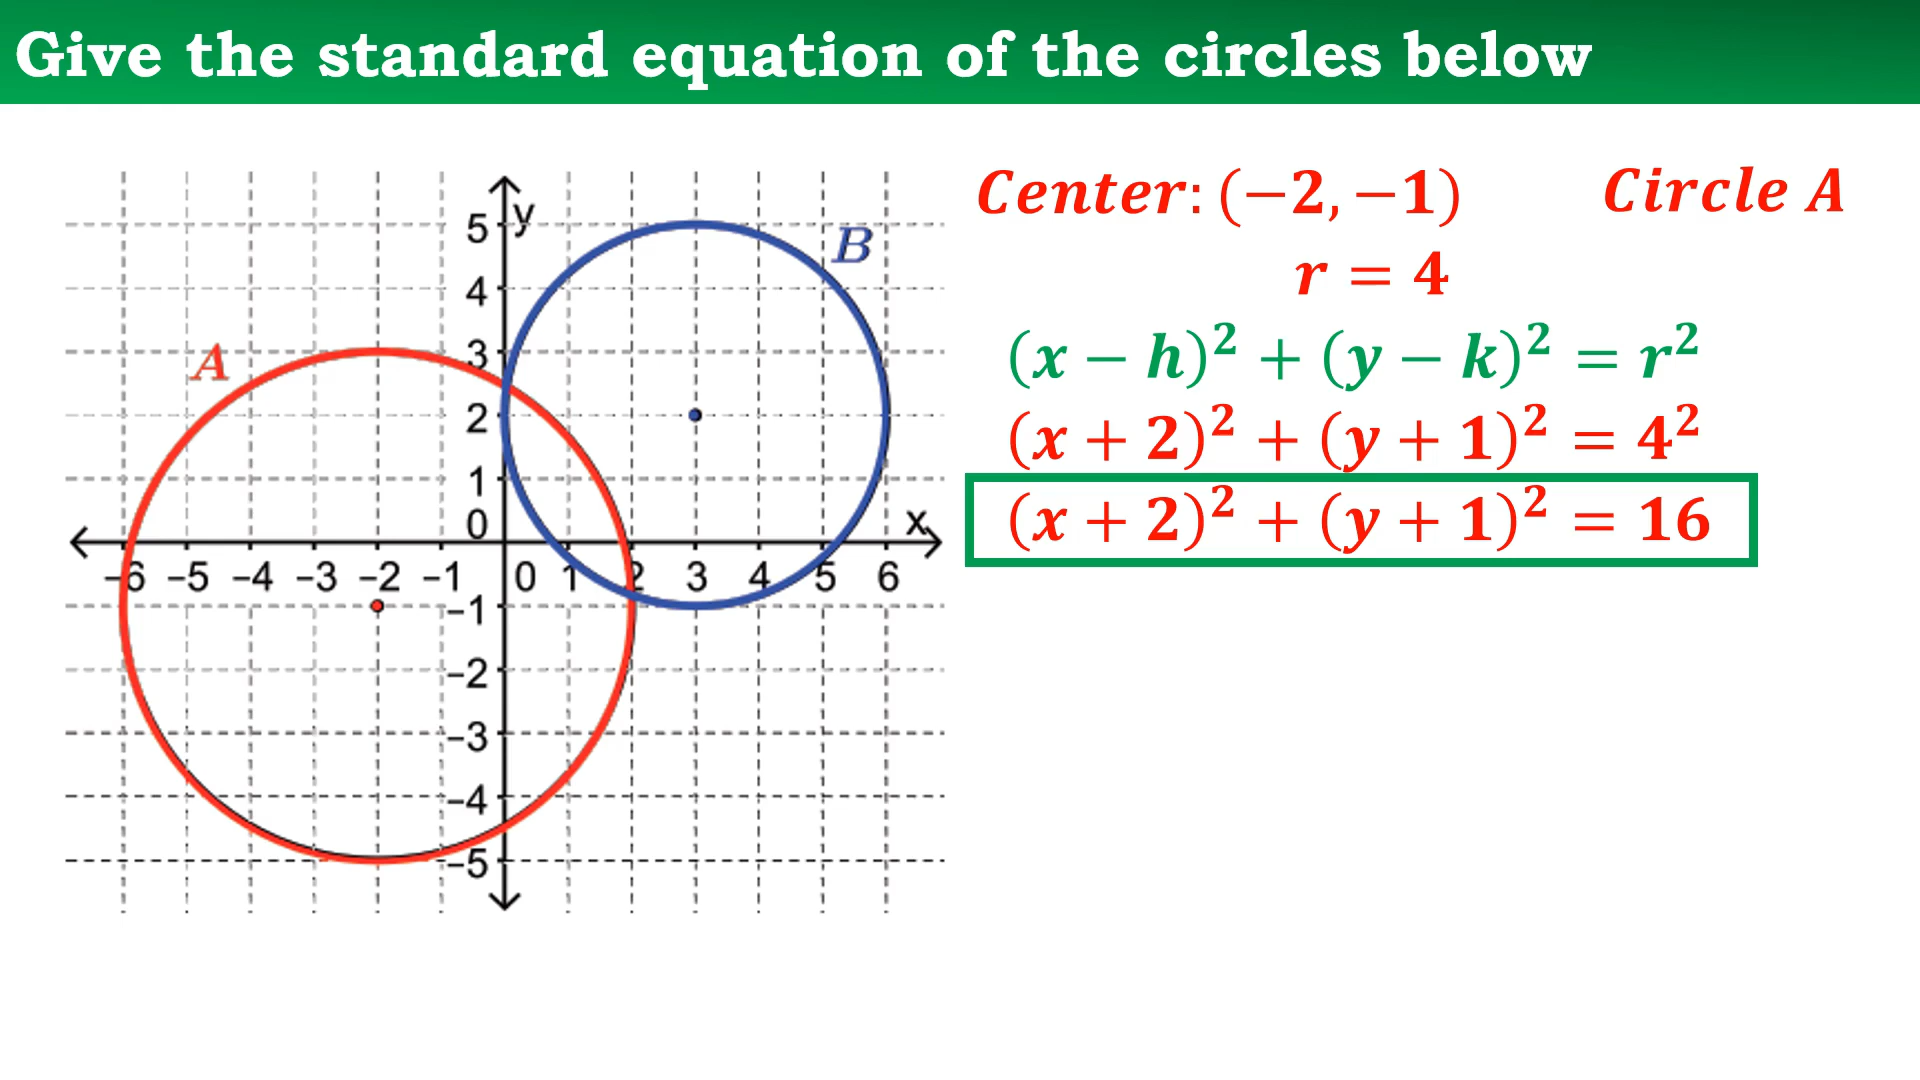 Give the standard equation of the circles below
Center: (−2, −1) Circle A
r = 4
(x − h)² + (y − k)² = r²
(x + 2)² + (y + 1)² = 4²
(x + 2)² + (y + 1)² = 16
y
5
B
4
A
3
2
1
0
x
−6 −5 −4 −3 −2 −1 0 1 2 3 4 5 6
−1
−2
−3
−4
−5